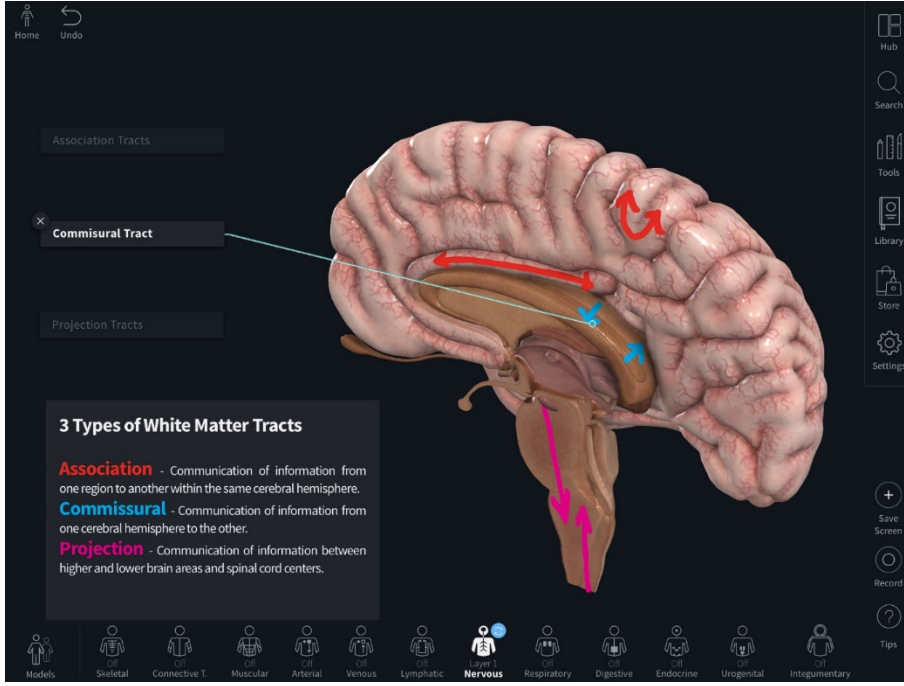 Home
Undo
Hub
Search
Tools
Library
Store
Settings
Association Tracts
Commisural Tract
Projection Tracts
3 Types of White Matter Tracts
Association - Communication of information from
one region to another within the same cerebral hemisphere.
Commissural - Communication of information from
one cerebral hemisphere to the other.
Projection - Communication of information between
higher and lower brain areas and spinal cord centers.
Save
Screen
Record
Tips
Models
Off
Skeletal
Off
Connective T.
Off
Muscular
Off
Arterial
Off
Venous
Off
Lymphatic
Layer 1
Nervous
Off
Respiratory
Off
Digestive
Off
Endocrine
Off
Urogenital
Off
Integumentary